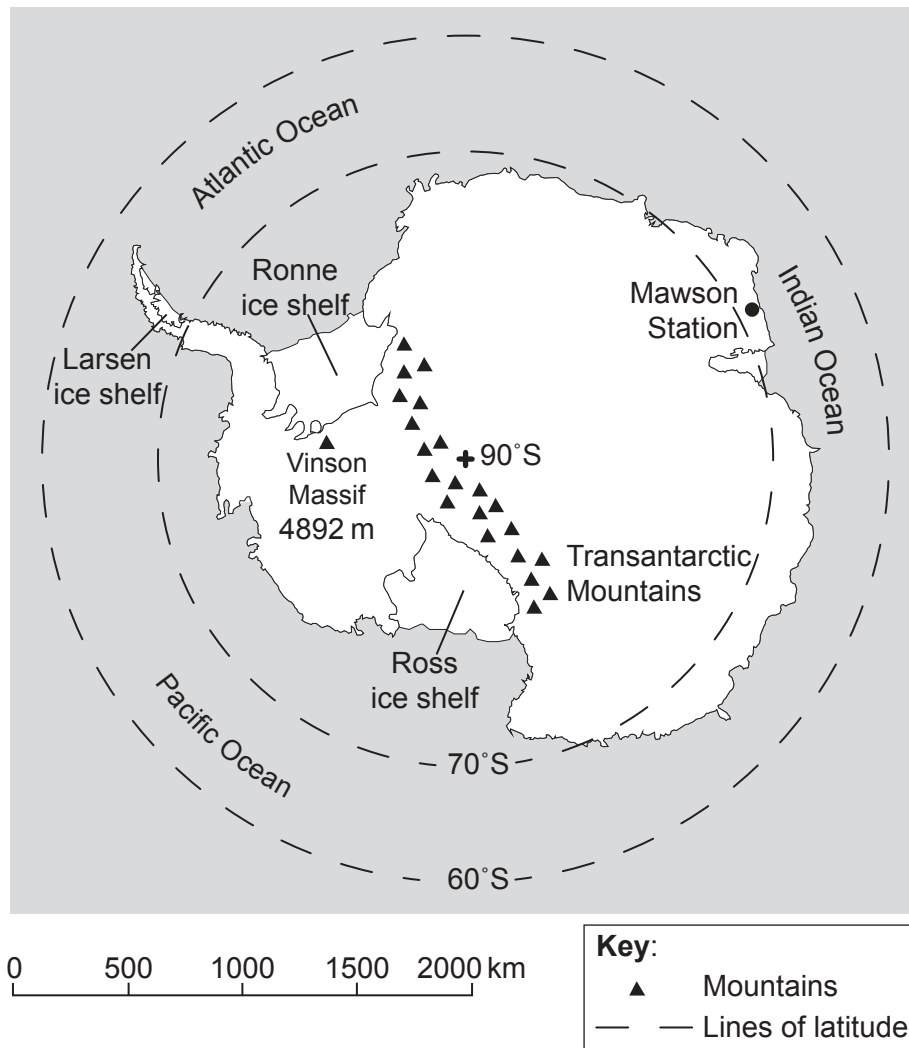 Atlantic Ocean
Ronne
ice shelf
Mawson
Station
Indian Ocean
Larsen
ice shelf
90˚S
Vinson
Massif
4892 m
Transantarctic
Mountains
Ross
ice shelf
Pacific Ocean
70˚S
60˚S
0 500 1000 1500 2000 km
Key:
Mountains
Lines of latitude